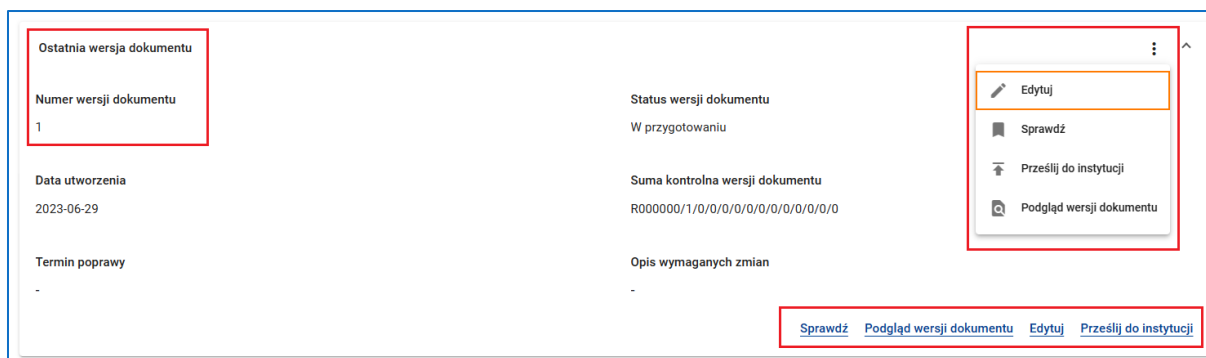 Ostatnia wersja dokumentu
Numer wersji dokumentu
1
Status wersji dokumentu
W przygotowaniu
Edytuj
Sprawdź
Prześlij do instytucji
Podgląd wersji dokumentu
Data utworzenia
2023-06-29
Suma kontrolna wersji dokumentu
R000000/1/0/0/0/0/0/0/0/0/0/0/0/0
Termin poprawy
-
Opis wymaganych zmian
-
Sprawdź Podgląd wersji dokumentu Edytuj Prześlij do instytucji